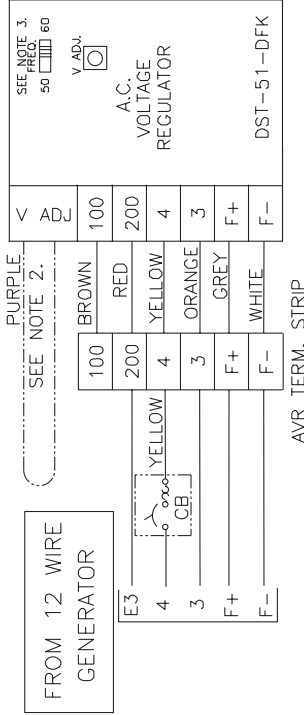 SEE NOTE 3.
FREQ.
50 60
V ADJ.
A.C.
VOLTAGE
REGULATOR
DST-51-DFK
V ADJ
100
200
4
3
F+
F-
PURPLE
SEE NOTE 2.
BROWN
RED
YELLOW
ORANGE
GREY
WHITE
100
200
4
3
F+
F-
AVR TERM. STRIP
YELLOW
CB
FROM 12 WIRE
GENERATOR
E3
4
3
F+
F-